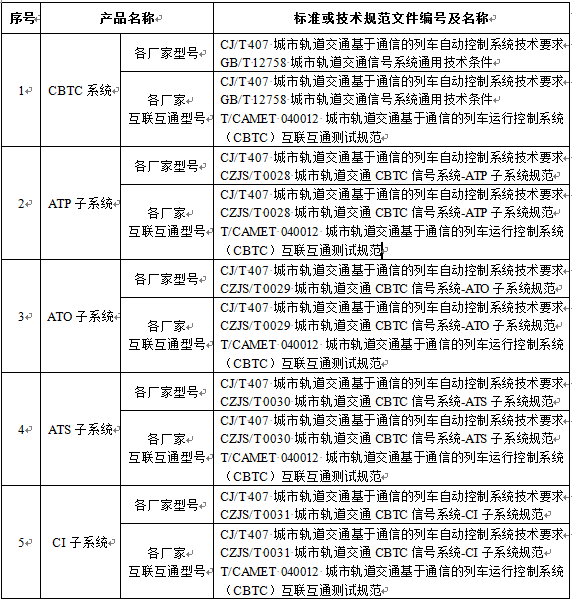 序号 产品名称 标准或技术规范文件编号及名称
1 CBTC 系统
各厂家型号
CJ/T407 城市轨道交通基于通信的列车自动控制系统技术要求
GB/T12758 城市轨道交通信号系统通用技术条件
各厂家
互联互通型号
CJ/T407 城市轨道交通基于通信的列车自动控制系统技术要求
GB/T12758 城市轨道交通信号系统通用技术条件
T/CAMET 040012 城市轨道交通基于通信的列车运行控制系统
（CBTC）互联互通测试规范
2 ATP 子系统
各厂家型号
CJ/T407 城市轨道交通基于通信的列车自动控制系统技术要求
CZJS/T0028 城市轨道交通 CBTC 信号系统-ATP 子系统规范
各厂家
互联互通型号
CJ/T407 城市轨道交通基于通信的列车自动控制系统技术要求
CZJS/T0028 城市轨道交通 CBTC 信号系统-ATP 子系统规范
T/CAMET 040012 城市轨道交通基于通信的列车运行控制系统
（CBTC）互联互通测试规范
3 ATO 子系统
各厂家型号
CJ/T407 城市轨道交通基于通信的列车自动控制系统技术要求
CZJS/T0029 城市轨道交通 CBTC 信号系统-ATO 子系统规范
各厂家
互联互通型号
CJ/T407 城市轨道交通基于通信的列车自动控制系统技术要求
CZJS/T0029 城市轨道交通 CBTC 信号系统-ATO 子系统规范
T/CAMET 040012 城市轨道交通基于通信的列车运行控制系统
（CBTC）互联互通测试规范
4 ATS 子系统
各厂家型号
CJ/T407 城市轨道交通基于通信的列车自动控制系统技术要求
CZJS/T0030 城市轨道交通 CBTC 信号系统-ATS 子系统规范
各厂家
互联互通型号
CJ/T407 城市轨道交通基于通信的列车自动控制系统技术要求
CZJS/T0030 城市轨道交通 CBTC 信号系统-ATS 子系统规范
T/CAMET 040012 城市轨道交通基于通信的列车运行控制系统
（CBTC）互联互通测试规范
5 CI 子系统
各厂家型号
CJ/T407 城市轨道交通基于通信的列车自动控制系统技术要求
CZJS/T0031 城市轨道交通 CBTC 信号系统-CI 子系统规范
各厂家
互联互通型号
CJ/T407 城市轨道交通基于通信的列车自动控制系统技术要求
CZJS/T0031 城市轨道交通 CBTC 信号系统-CI 子系统规范
T/CAMET 040012 城市轨道交通基于通信的列车运行控制系统
（CBTC）互联互通测试规范